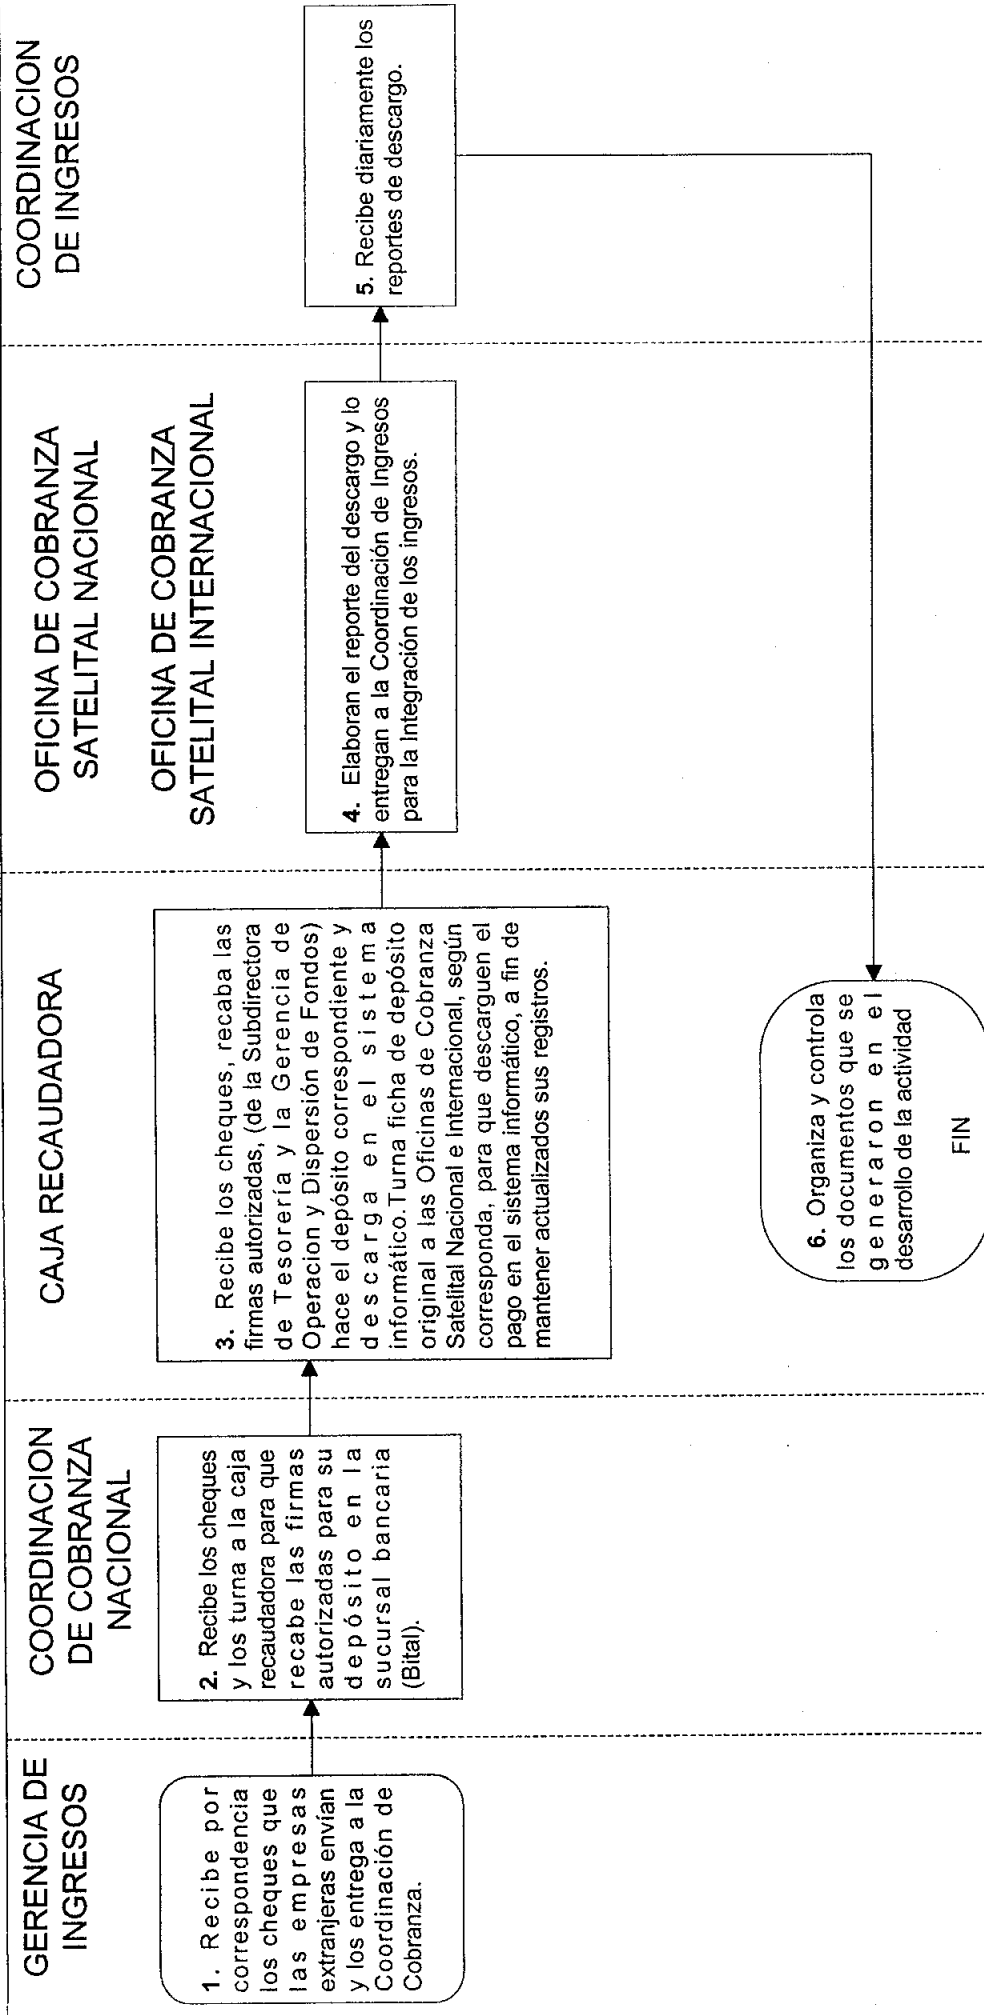 GERENCIA DE
INGRESOS
COORDINACION
DE COBRANZA
NACIONAL
CAJA RECAUDADORA
OFICINA DE COBRANZA
SATELITAL NACIONAL
OFICINA DE COBRANZA
SATELITAL INTERNACIONAL
COORDINACION
DE INGRESOS
1. Recibe por
correspondencia
los cheques que
las empresas
extranjeras envían
y los entrega a la
Coordinación de
Cobranza.
2. Recibe los cheques
y los turna a la caja
recaudadora para que
recabe las firmas
autorizadas para su
depósito en la
sucursal bancaria
(Bital).
3. Recibe los cheques, recaba las
firmas autorizadas, (de la Subdirectora
de Tesorería y la Gerencia de
Operacion y Dispersión de Fondos)
hace el depósito correspondiente y
descarga en el sistema
informático. Turna ficha de depósito
original a las Oficinas de Cobranza
Satelital Nacional e Internacional, según
corresponda, para que descarguen el
pago en el sistema informático, a fin de
mantener actualizados sus registros.
4. Elaboran el reporte del descargo y lo
entregan a la Coordinación de Ingresos
para la Integración de los ingresos.
5. Recibe diariamente los
reportes de descargo.
6. Organiza y controla
los documentos que se
generaron en el
desarrollo de la actividad
FIN